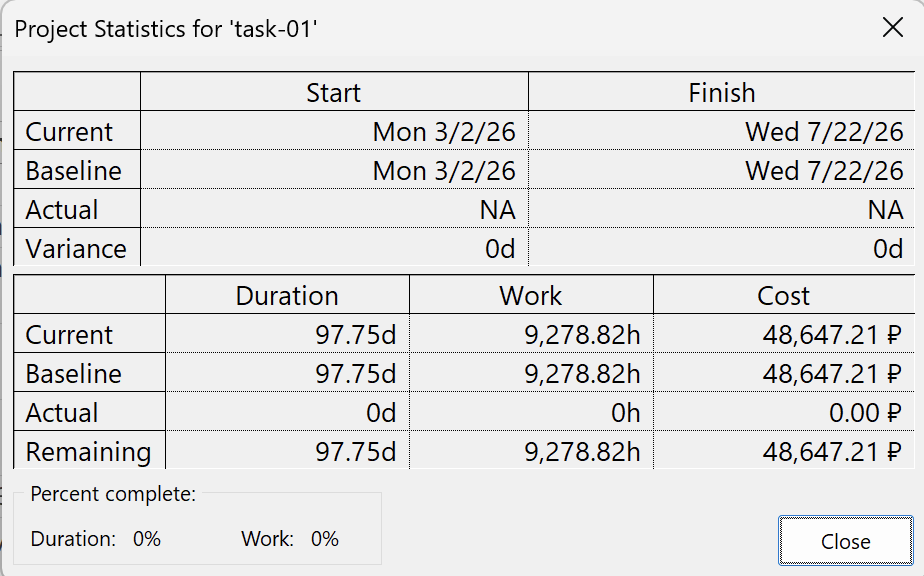 Project Statistics for 'task-01'
Start Finish
Current Mon 3/2/26 Wed 7/22/26
Baseline Mon 3/2/26 Wed 7/22/26
Actual NA NA
Variance 0d 0d
Duration Work Cost
Current 97.75d 9,278.82h 48,647.21 ₽
Baseline 97.75d 9,278.82h 48,647.21 ₽
Actual 0d 0h 0.00 ₽
Remaining 97.75d 9,278.82h 48,647.21 ₽
Percent complete:
Duration: 0% Work: 0%
Close